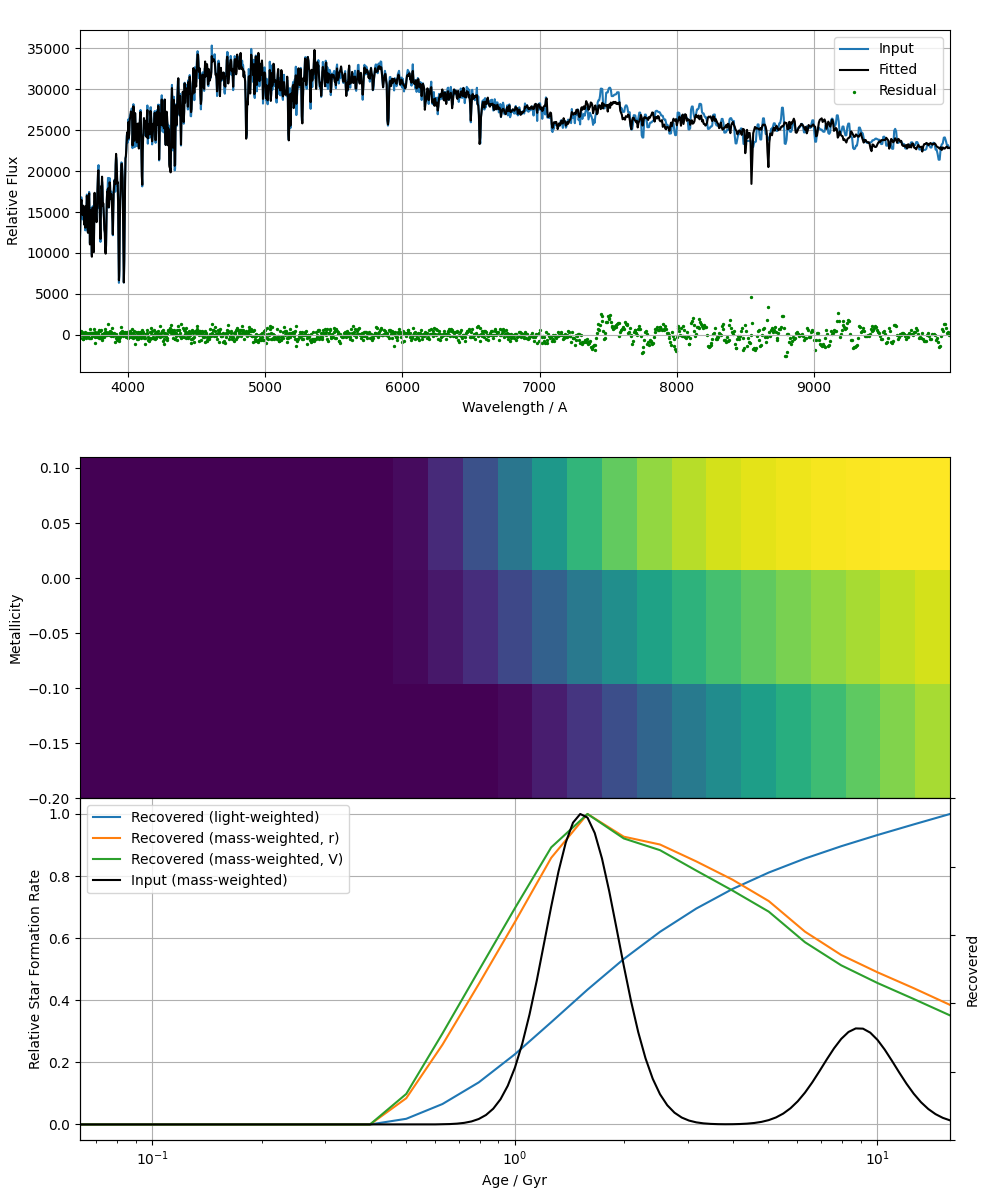 35000
30000
25000
20000
15000
10000
5000
0
Relative Flux
Input
Fitted
Residual
4000 5000 6000 7000 8000 9000
Wavelength / A
0.10
0.05
0.00
−0.05
−0.10
−0.15
−0.20
Metallicity
1.0
0.8
0.6
0.4
0.2
0.0
Relative Star Formation Rate
Recovered (light-weighted)
Recovered (mass-weighted, r)
Recovered (mass-weighted, V)
Input (mass-weighted)
Recovered
10⁻¹ 10⁰ 10¹
Age / Gyr